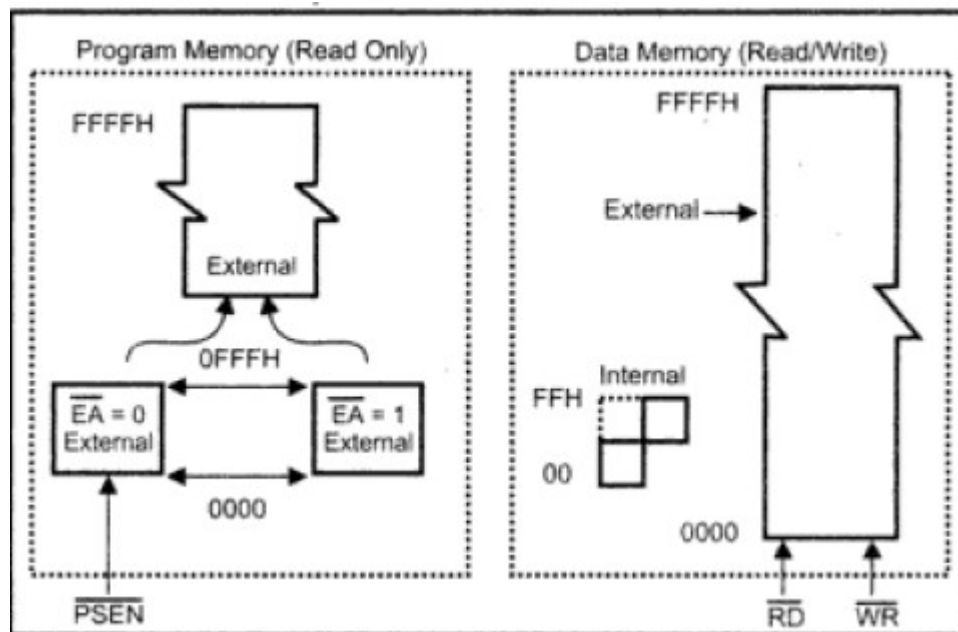 Program Memory (Read Only)
FFFFH
External
0FFFH
EA = 0
External
EA = 1
External
0000
PSEN
Data Memory (Read/Write)
FFFFH
External
Internal
FFH
00
0000
RD
WR